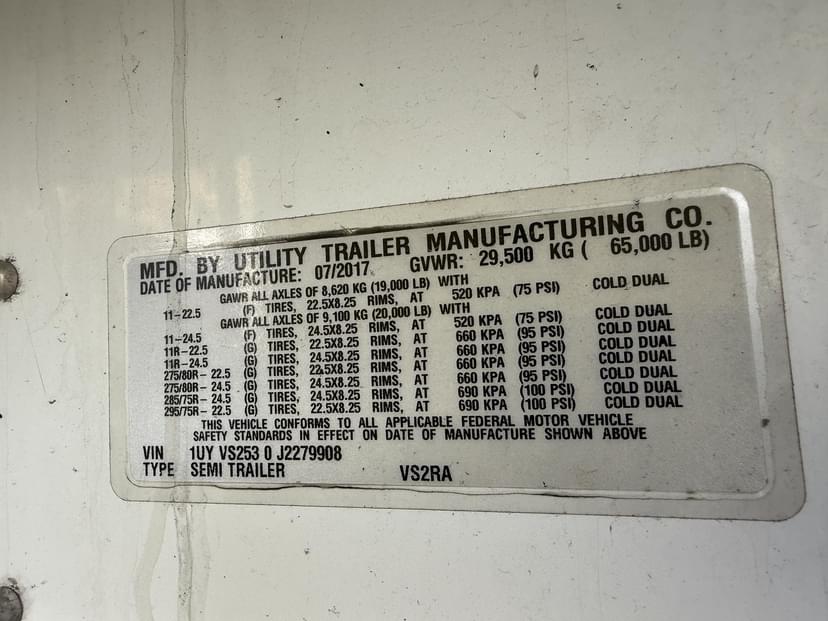 MFD. BY UTILITY TRAILER MANUFACTURING CO.
DATE OF MANUFACTURE: 07/2017 GVWR: 29,500 KG ( 65,000 LB)
GAWR ALL AXLES OF 8,620 KG (19,000 LB) WITH
11-22.5 (F) TIRES, 22.5X8.25 RIMS, AT 520 KPA (75 PSI) COLD DUAL
GAWR ALL AXLES OF 9,100 KG (20,000 LB) WITH
11-24.5 (F) TIRES, 24.5X8.25 RIMS, AT 520 KPA (75 PSI) COLD DUAL
11R-22.5 (G) TIRES, 22.5X8.25 RIMS, AT 660 KPA (95 PSI) COLD DUAL
11R-24.5 (G) TIRES, 24.5X8.25 RIMS, AT 660 KPA (95 PSI) COLD DUAL
275/80R-22.5 (G) TIRES, 22.5X8.25 RIMS, AT 660 KPA (95 PSI) COLD DUAL
275/80R-24.5 (G) TIRES, 24.5X8.25 RIMS, AT 660 KPA (95 PSI) COLD DUAL
285/75R-24.5 (G) TIRES, 24.5X8.25 RIMS, AT 690 KPA (100 PSI) COLD DUAL
295/75R-22.5 (G) TIRES, 22.5X8.25 RIMS, AT 690 KPA (100 PSI) COLD DUAL
THIS VEHICLE CONFORMS TO ALL APPLICABLE FEDERAL MOTOR VEHICLE
SAFETY STANDARDS IN EFFECT ON DATE OF MANUFACTURE SHOWN ABOVE
VIN 1UY VS253 0 J2279908
TYPE SEMI TRAILER VS2RA